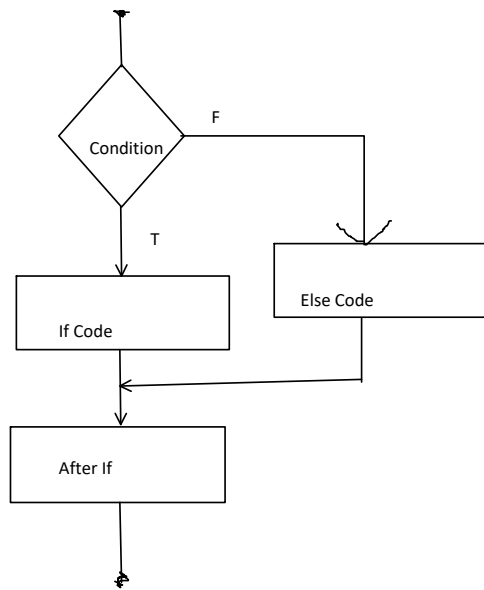 F
Condition
T
Else Code
If Code
After If